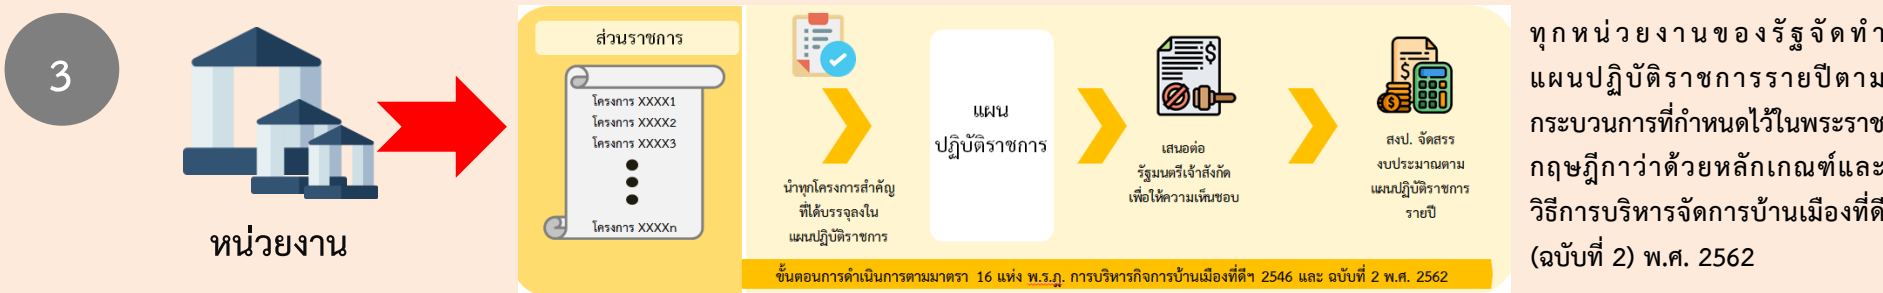 3
หน่วยงาน
ส่วนราชการ
โครงการ XXXX1
โครงการ XXXX2
โครงการ XXXX3
โครงการ XXXXn
นำทุกโครงการสำคัญ
ที่ได้บรรจุลงใน
แผนปฏิบัติราชการ
แผน
ปฏิบัติราชการ
เสนอต่อ
รัฐมนตรีเจ้าสังกัด
เพื่อให้ความเห็นชอบ
สงป. จัดสรร
งบประมาณตาม
แผนปฏิบัติราชการ
รายปี
ขั้นตอนการดำเนินการตามมาตรา 16 แห่ง พ.ร.ฎ. การบริหารกิจการบ้านเมืองที่ดีฯ 2546 และ ฉบับที่ 2 พ.ศ. 2562
ทุกหน่วยงานของรัฐจัดทำ
แผนปฏิบัติราชการรายปีตาม
กระบวนการที่กำหนดไว้ในพระราช
กฤษฎีกาว่าด้วยหลักเกณฑ์และ
วิธีการบริหารจัดการบ้านเมืองที่ดี
(ฉบับที่ 2) พ.ศ. 2562